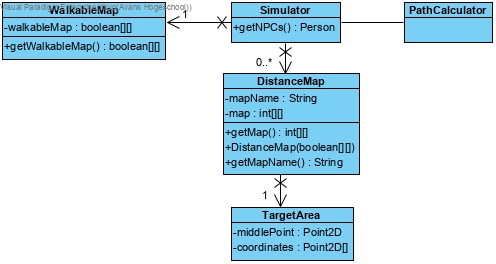 Visual Paradigm
Avans Hogeschool
WalkableMap
-walkableMap : boolean[][]
+getWalkableMap() : boolean[][]
1
Simulator
+getNPCs() : Person
PathCalculator
0..*
DistanceMap
-mapName : String
-map : int[][]
+getMap() : int[][]
+DistanceMap(boolean[][])
+getMapName() : String
1
TargetArea
-middlePoint : Point2D
-coordinates : Point2D[]